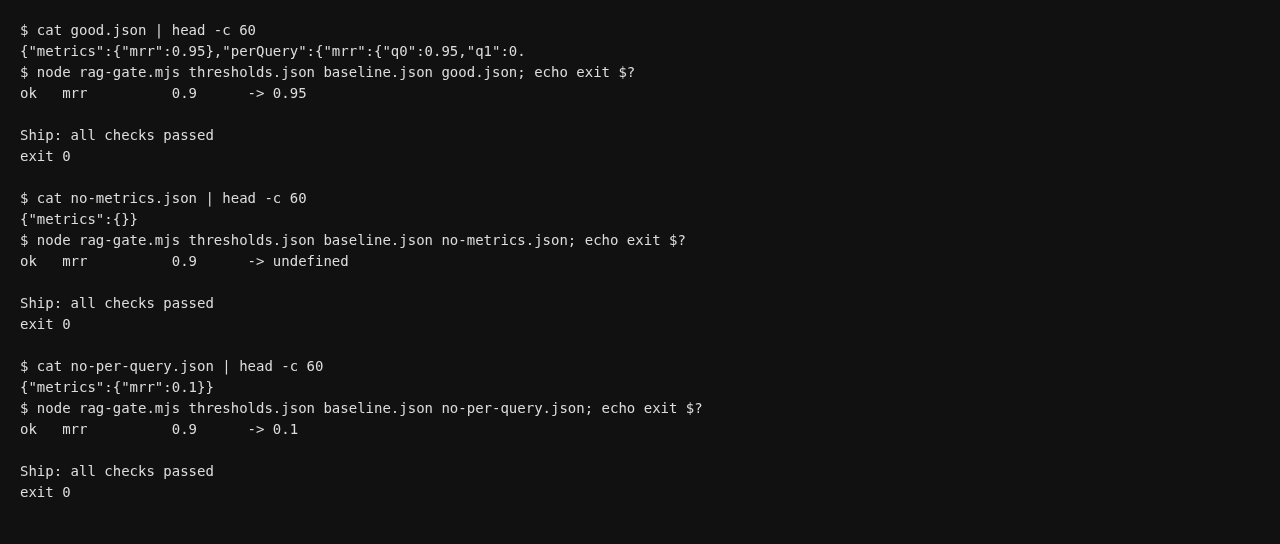 $ cat good.json | head -c 60
{"metrics":{"mrr":0.95},"perQuery":{"mrr":{"q0":0.95,"q1":0.
$ node rag-gate.mjs thresholds.json baseline.json good.json; echo exit $?
ok   mrr          0.9      -> 0.95

Ship: all checks passed
exit 0

$ cat no-metrics.json | head -c 60
{"metrics":{}}
$ node rag-gate.mjs thresholds.json baseline.json no-metrics.json; echo exit $?
ok   mrr          0.9      -> undefined

Ship: all checks passed
exit 0

$ cat no-per-query.json | head -c 60
{"metrics":{"mrr":0.1}}
$ node rag-gate.mjs thresholds.json baseline.json no-per-query.json; echo exit $?
ok   mrr          0.9      -> 0.1

Ship: all checks passed
exit 0